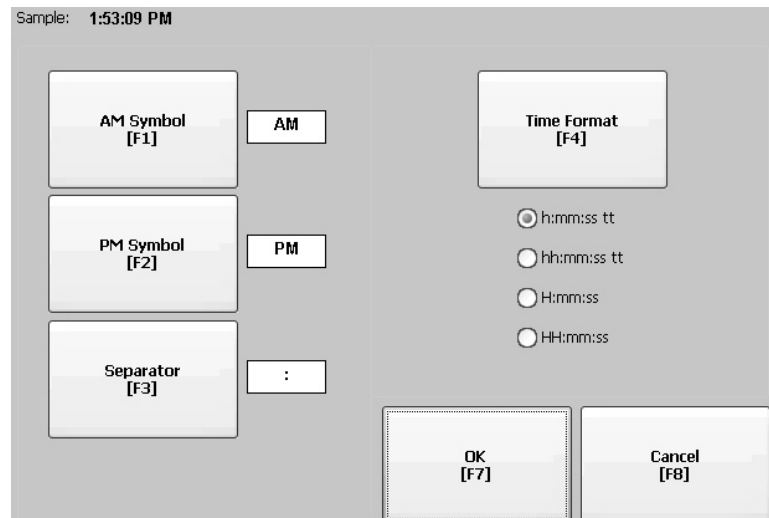 Sample: 1:53:09 PM
AM Symbol
[F1]
AM
PM Symbol
[F2]
PM
Separator
[F3]
:
Time Format
[F4]
h:mm:ss tt
hh:mm:ss tt
H:mm:ss
HH:mm:ss
OK
[F7]
Cancel
[F8]